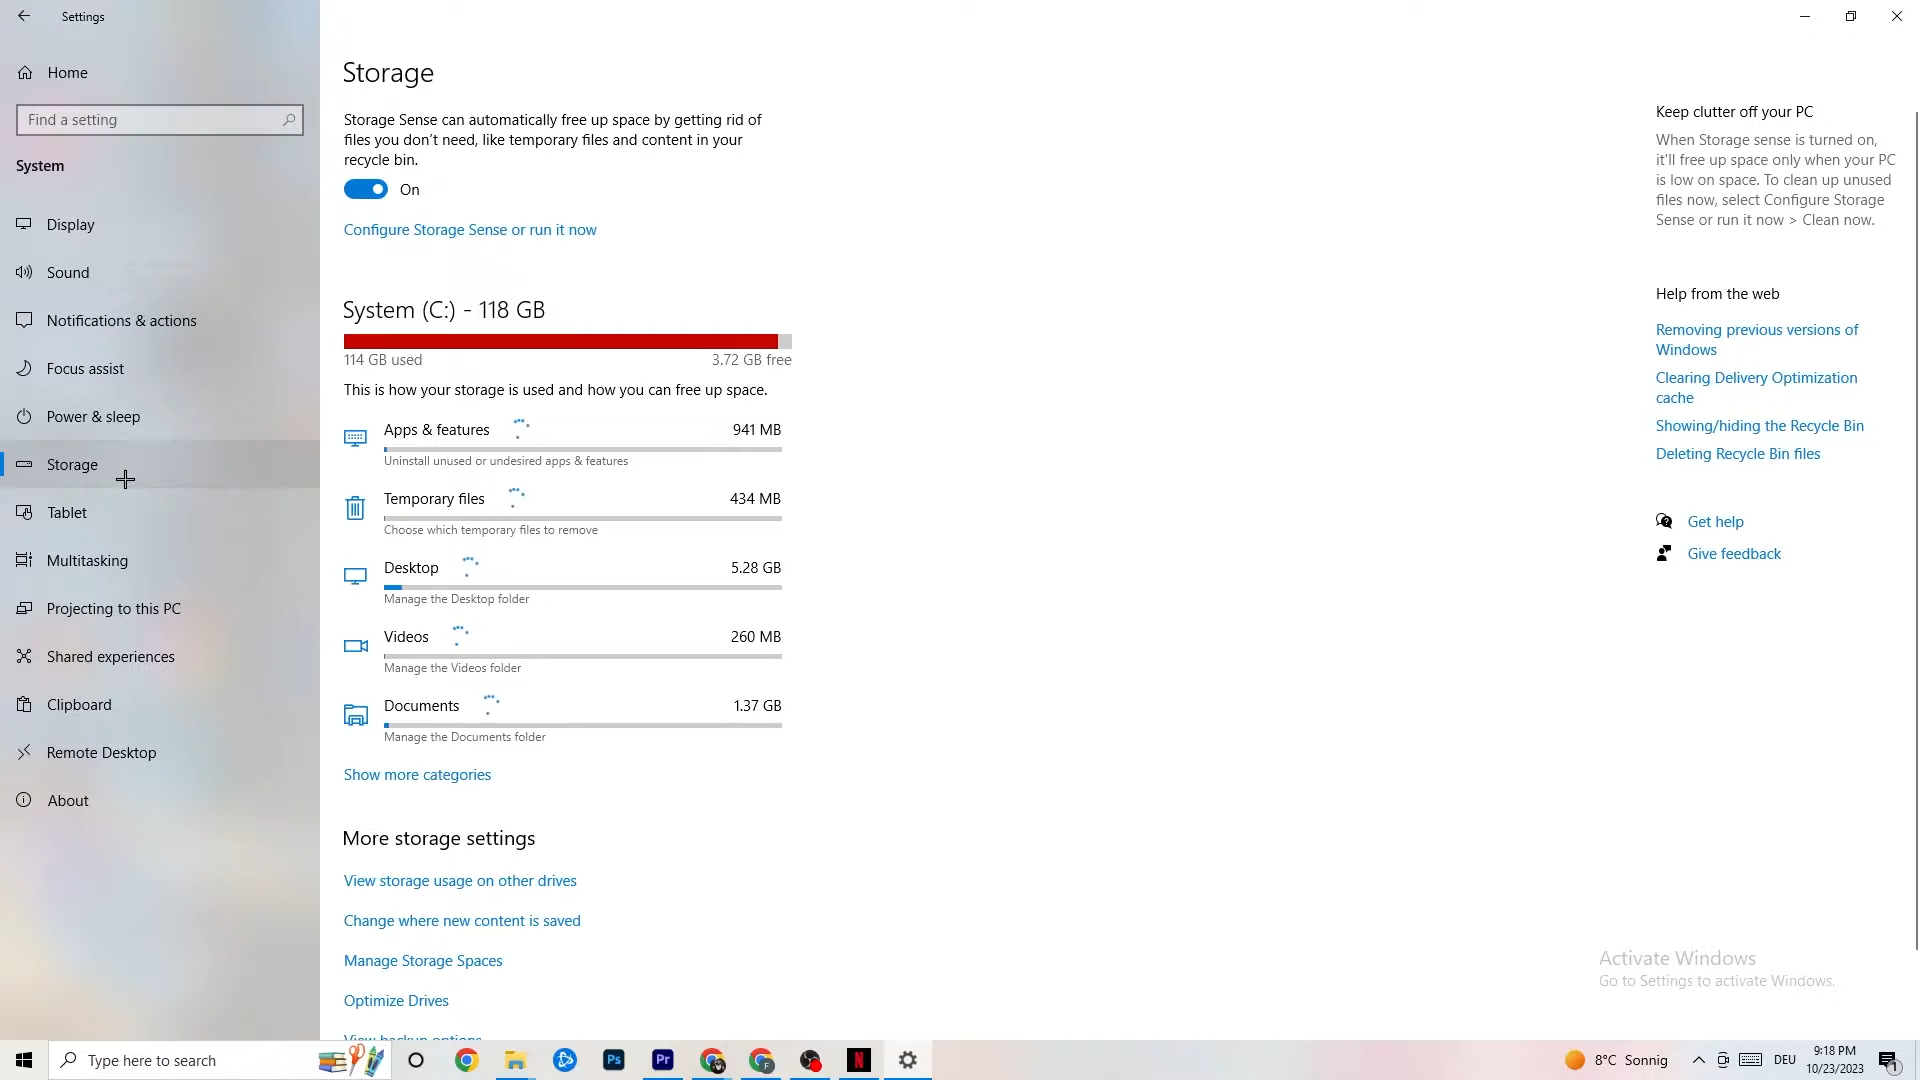 Settings
Home
Find a setting
System
Display
Sound
Notifications & actions
Focus assist
Power & sleep
Storage
Tablet
Multitasking
Projecting to this PC
Shared experiences
Clipboard
Remote Desktop
About
Storage
Storage Sense can automatically free up space by getting rid of
files you don’t need, like temporary files and content in your
recycle bin.
On
Configure Storage Sense or run it now
System (C:) - 118 GB
114 GB used
3.72 GB free
This is how your storage is used and how you can free up space.
Apps & features
941 MB
Uninstall unused or undesired apps & features
Temporary files
434 MB
Choose which temporary files to remove
Desktop
5.28 GB
Manage the Desktop folder
Videos
260 MB
Manage the Videos folder
Documents
1.37 GB
Manage the Documents folder
Show more categories
More storage settings
View storage usage on other drives
Change where new content is saved
Manage Storage Spaces
Optimize Drives
View backup options
Keep clutter off your PC
When Storage sense is turned on,
it'll free up space only when your PC
is low on space. To clean up unused
files now, select Configure Storage
Sense or run it now > Clean now.
Help from the web
Removing previous versions of
Windows
Clearing Delivery Optimization
cache
Showing/hiding the Recycle Bin
Deleting Recycle Bin files
Get help
Give feedback
Activate Windows
Go to Settings to activate Windows.
Type here to search
Ps
Pr
F
N
8°C Sonnig
DEU
9:18 PM
10/23/2023
1